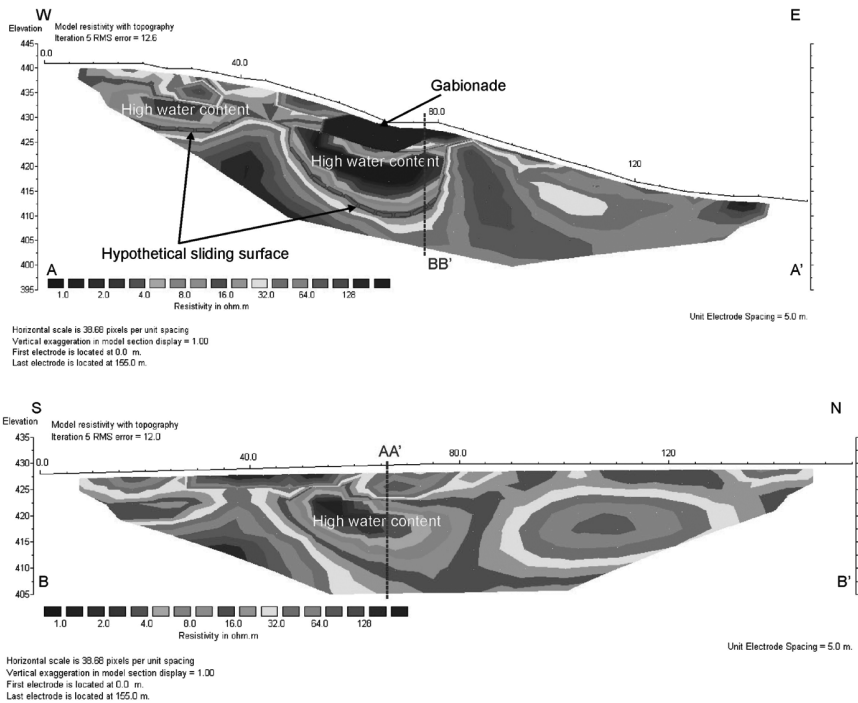 W
E
Elevation
Model resistivity with topography
Iteration 5 RMS error = 12.6
445
0.0
440
40.0
Gabionade
435
80.0
High water content
430
425
High water content
420
120
415
410
Hypothetical sliding surface
405
400
BB'
A
A'
395
1.0 2.0 4.0 8.0 16.0 32.0 64.0 128
Resistivity in ohm.m
Unit Electrode Spacing = 5.0 m.
Horizontal scale is 38.68 pixels per unit spacing
Vertical exaggeration in model section display = 1.00
First electrode is located at 0.0 m.
Last electrode is located at 155.0 m.
S
N
Elevation
Model resistivity with topography
Iteration 5 RMS error = 12.0
435
AA'
0.0 40.0 80.0 120
430
425
420
High water content
415
410
B
B'
405
1.0 2.0 4.0 8.0 16.0 32.0 64.0 128
Resistivity in ohm.m
Unit Electrode Spacing = 5.0 m.
Horizontal scale is 38.68 pixels per unit spacing
Vertical exaggeration in model section display = 1.00
First electrode is located at 0.0 m.
Last electrode is located at 155.0 m.